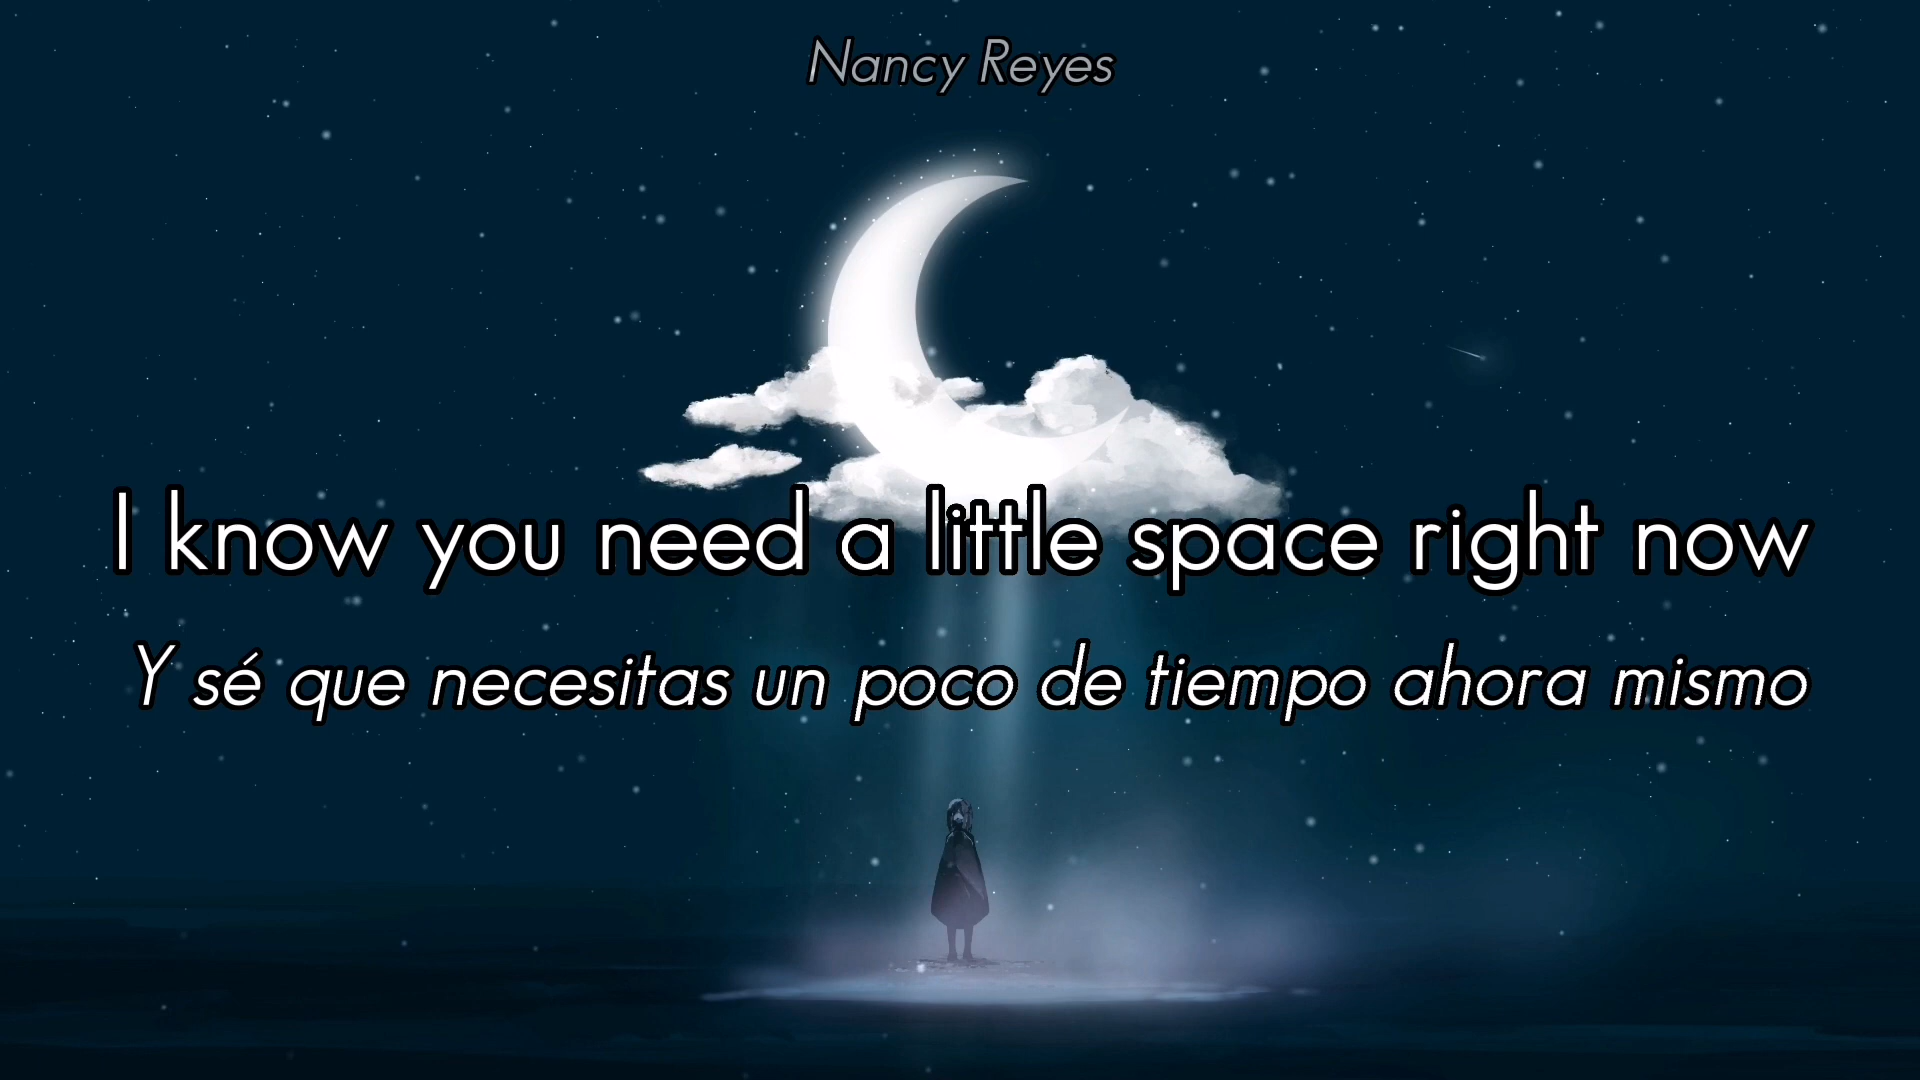 Nancy Reyes
I know you need a little space right now
Y sé que necesitas un poco de tiempo ahora mismo